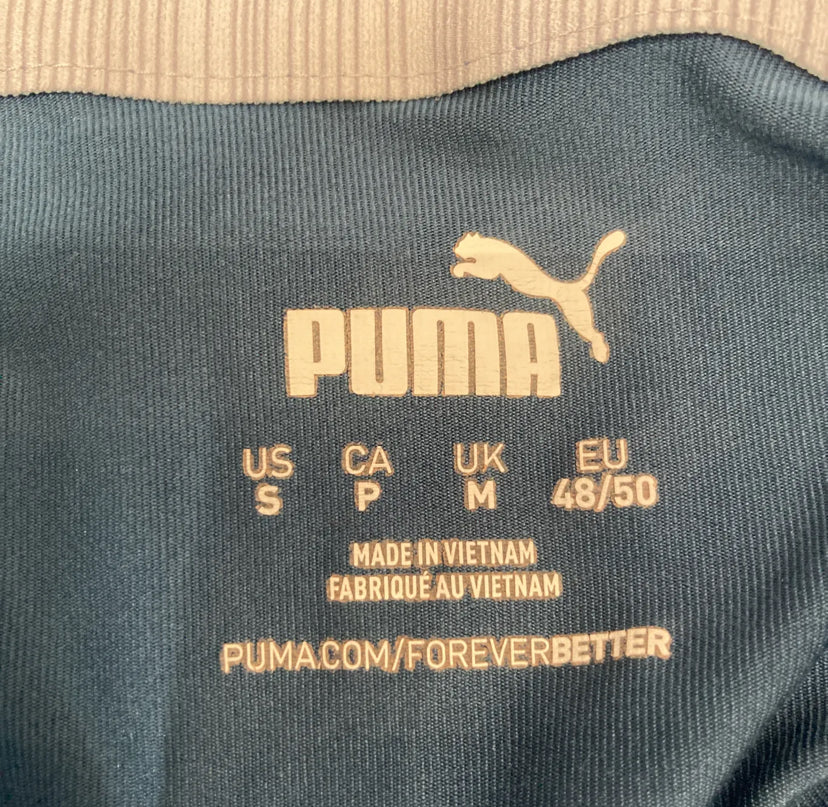 PUMA
US CA UK EU
S P M 48/50
MADE IN VIETNAM
FABRIQUÉ AU VIETNAM
PUMA.COM/FOREVERBETTER